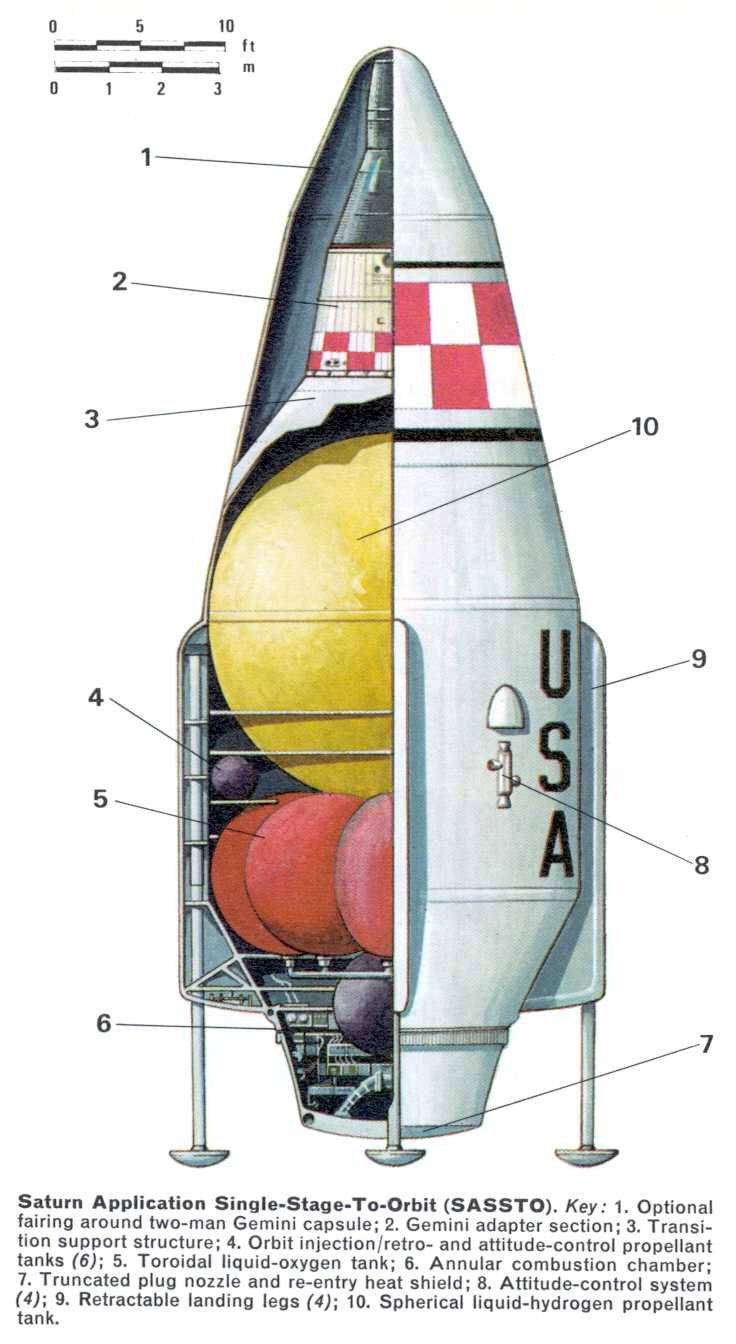 0 5 10
ft
m
0 1 2 3
1
2
3
10
4
9
5
8
6
7
U
S
A
Saturn Application Single-Stage-To-Orbit (SASSTO). Key: 1. Optional
fairing around two-man Gemini capsule; 2. Gemini adapter section; 3. Transi-
tion support structure; 4. Orbit injection/retro- and attitude-control propellant
tanks (6); 5. Toroidal liquid-oxygen tank; 6. Annular combustion chamber;
7. Truncated plug nozzle and re-entry heat shield; 8. Attitude-control system
(4); 9. Retractable landing legs (4); 10. Spherical liquid-hydrogen propellant
tank.